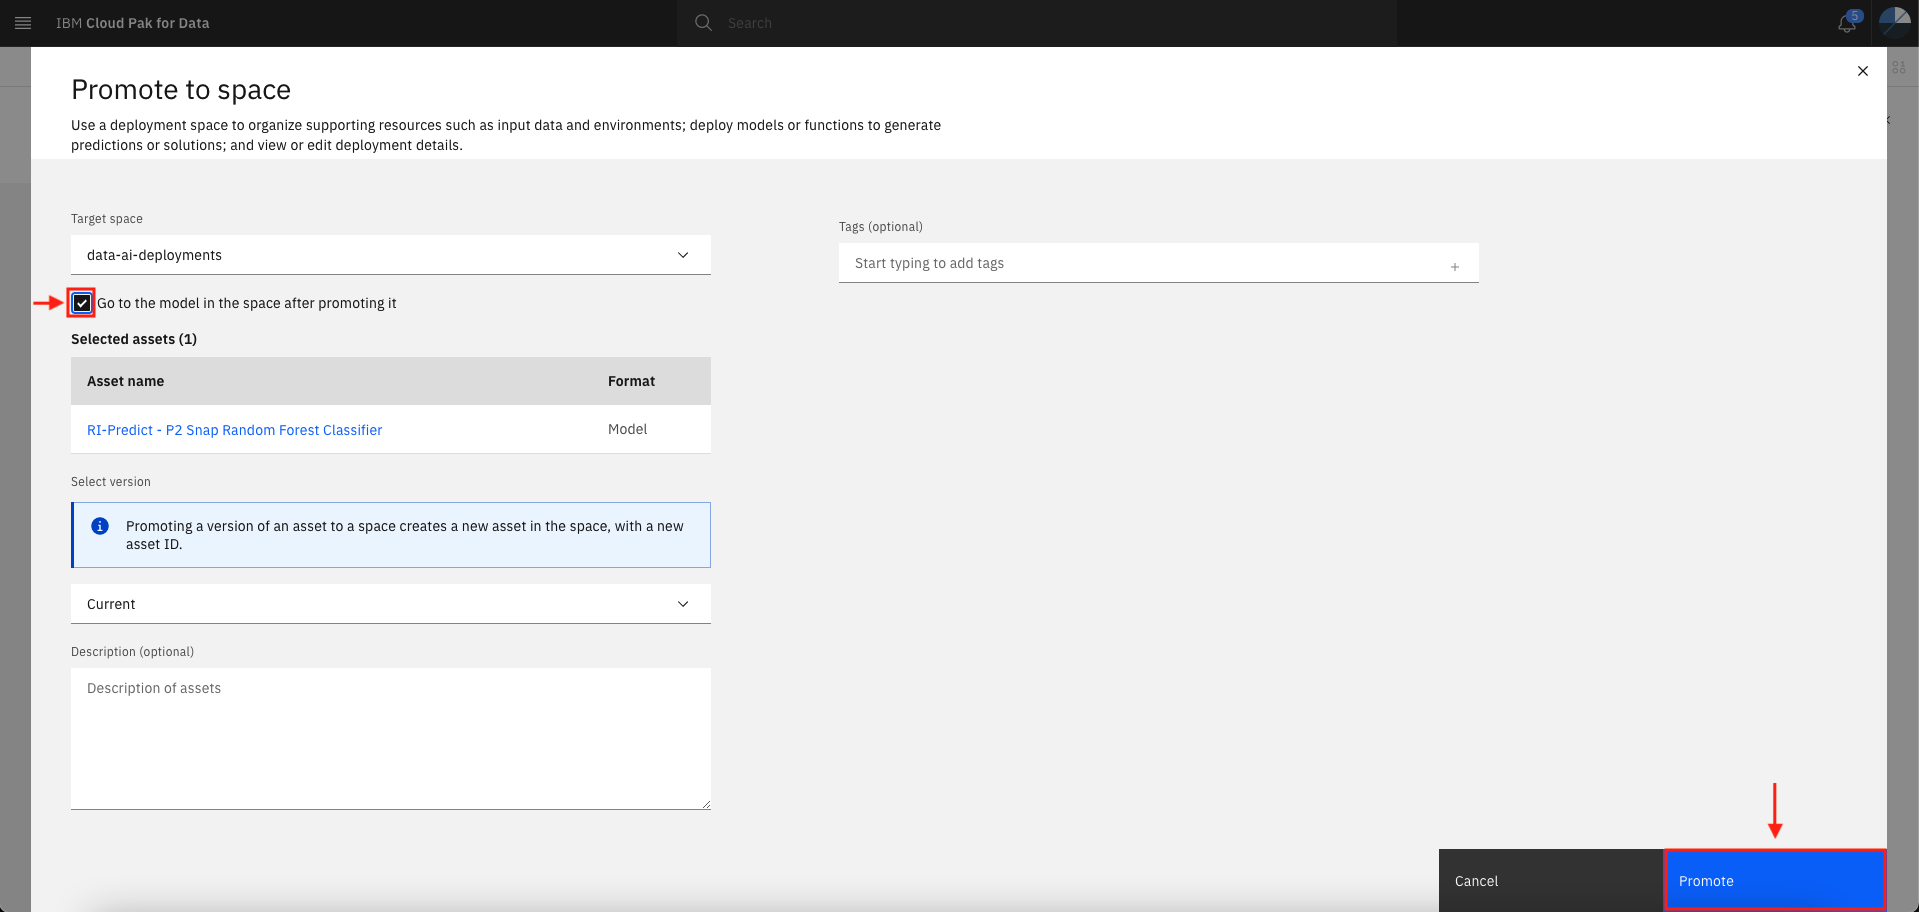 IBM Cloud Pak for Data
Search
5
Promote to space
Use a deployment space to organize supporting resources such as input data and environments; deploy models or functions to generate
predictions or solutions; and view or edit deployment details.
Target space
data-ai-deployments
Go to the model in the space after promoting it
Selected assets (1)
Asset name Format
RI-Predict - P2 Snap Random Forest Classifier Model
Select version
Promoting a version of an asset to a space creates a new asset in the space, with a new
asset ID.
Current
Description (optional)
Description of assets
Tags (optional)
Start typing to add tags
Cancel
Promote